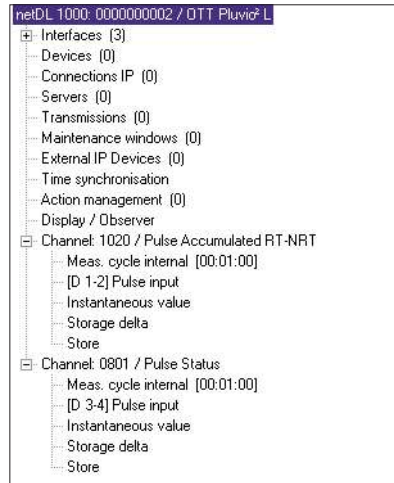 netDL 1000: 0000000002 / OTT Pluvio² L
Interfaces (3)
Devices (0)
Connections IP (0)
Servers (0)
Transmissions (0)
Maintenance windows (0)
External IP Devices (0)
Time synchronisation
Action management (0)
Display / Observer
Channel: 1020 / Pulse Accumulated RT-NRT
Meas. cycle internal [00:01:00]
[D 1-2] Pulse input
Instantaneous value
Storage delta
Store
Channel: 0801 / Pulse Status
Meas. cycle internal [00:01:00]
[D 3-4] Pulse input
Instantaneous value
Storage delta
Store